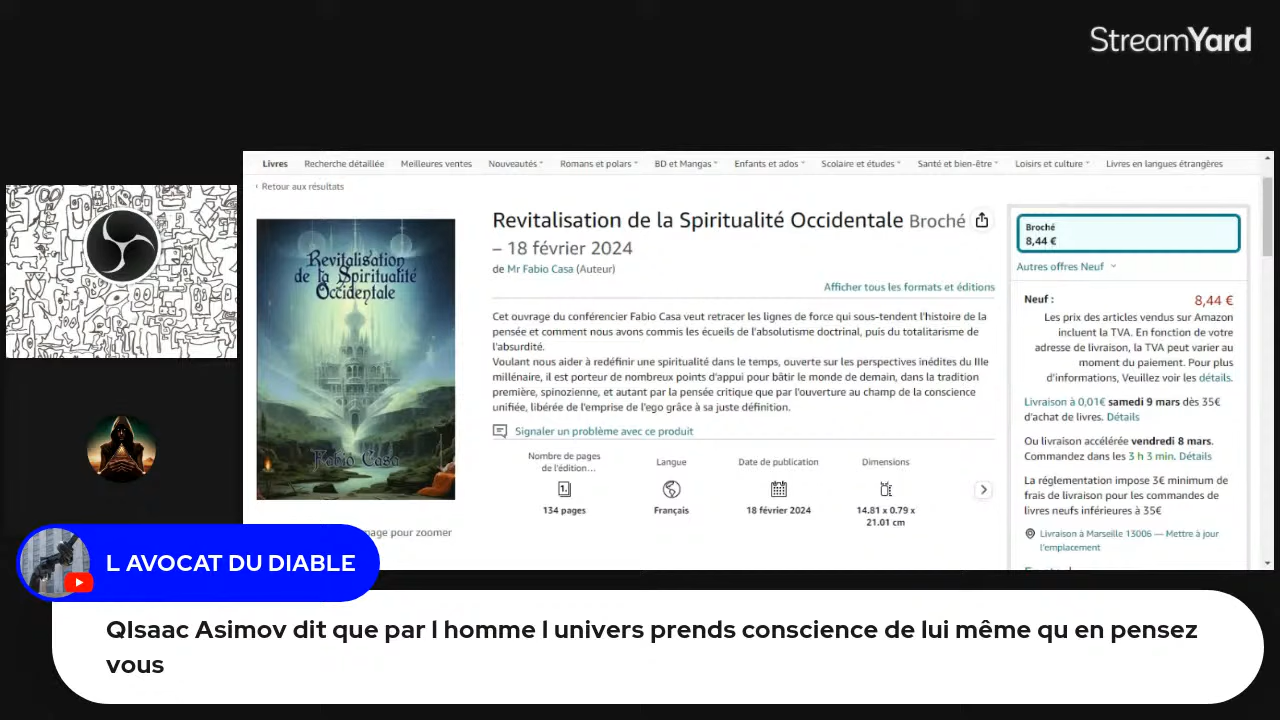 StreamYard
Livres Recherche détaillée Meilleures ventes Nouveautés Romans et polars BD et Mangas Enfants et ados Scolaire et études Santé et bien-être Loisirs et culture Livres en langues étrangères
‹ Retour aux résultats
Revitalisation
de la Spiritualité
Occidentale
Fabio Casa
page pour zoomer
Revitalisation de la Spiritualité Occidentale Broché
– 18 février 2024
de Mr Fabio Casa (Auteur)
Afficher tous les formats et éditions
Cet ouvrage du conférencier Fabio Casa veut retracer les lignes de force qui sous-tendent l'histoire de la
pensée et comment nous avons commis les écueils de l'absolutisme doctrinal, puis du totalitarisme de
l'absurdité.
Voulant nous aider à redéfinir une spiritualité dans le temps, ouverte sur les perspectives inédites du IIIe
millénaire, il est porteur de nombreux points d'appui pour bâtir le monde de demain, dans la tradition
première, spinozienne, et autant par la pensée critique que par l'ouverture au champ de la conscience
unifiée, libérée de l'emprise de l'ego grâce à sa juste définition.
Signaler un problème avec ce produit
Nombre de pages
de l'édition...
134 pages
Langue
Français
Date de publication
18 février 2024
Dimensions
14.81 x 0.79 x
21.01 cm
Broché
8,44 €
Autres offres Neuf
Neuf : 8,44 €
Les prix des articles vendus sur Amazon
incluent la TVA. En fonction de votre
adresse de livraison, la TVA peut varier au
moment du paiement. Pour plus
d'informations, Veuillez voir les détails.
Livraison à 0,01€ samedi 9 mars dès 35€
d'achat de livres. Détails
Ou livraison accélérée vendredi 8 mars.
Commandez dans les 3 h 3 min. Détails
La réglementation impose 3€ minimum de
frais de livraison pour les commandes de
livres neufs inférieures à 35€
Livraison à Marseille 13006 — Mettre à jour
l'emplacement
L AVOCAT DU DIABLE
QIsaac Asimov dit que par l homme l univers prends conscience de lui même qu en pensez
vous